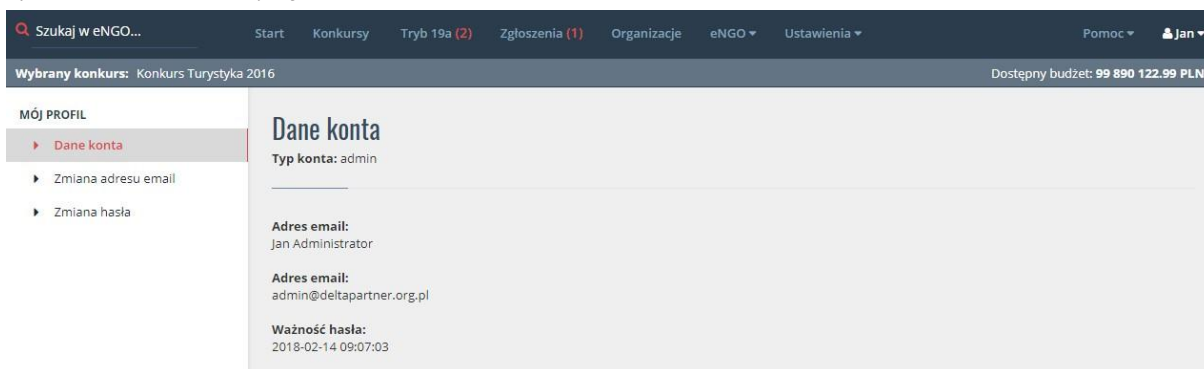 Szukaj w eNGO...
Start Konkursy Tryb 19a (2) Zgłoszenia (1) Organizacje eNGO Ustawienia Pomoc Jan
Wybrany konkurs: Konkurs Turystyka 2016
Dostępny budżet: 99 890 122.99 PLN
MÓJ PROFIL
Dane konta
Zmiana adresu email
Zmiana hasła
Dane konta
Typ konta: admin
Adres email:
Jan Administrator
Adres email:
admin@deltapartner.org.pl
Ważność hasła:
2018-02-14 09:07:03